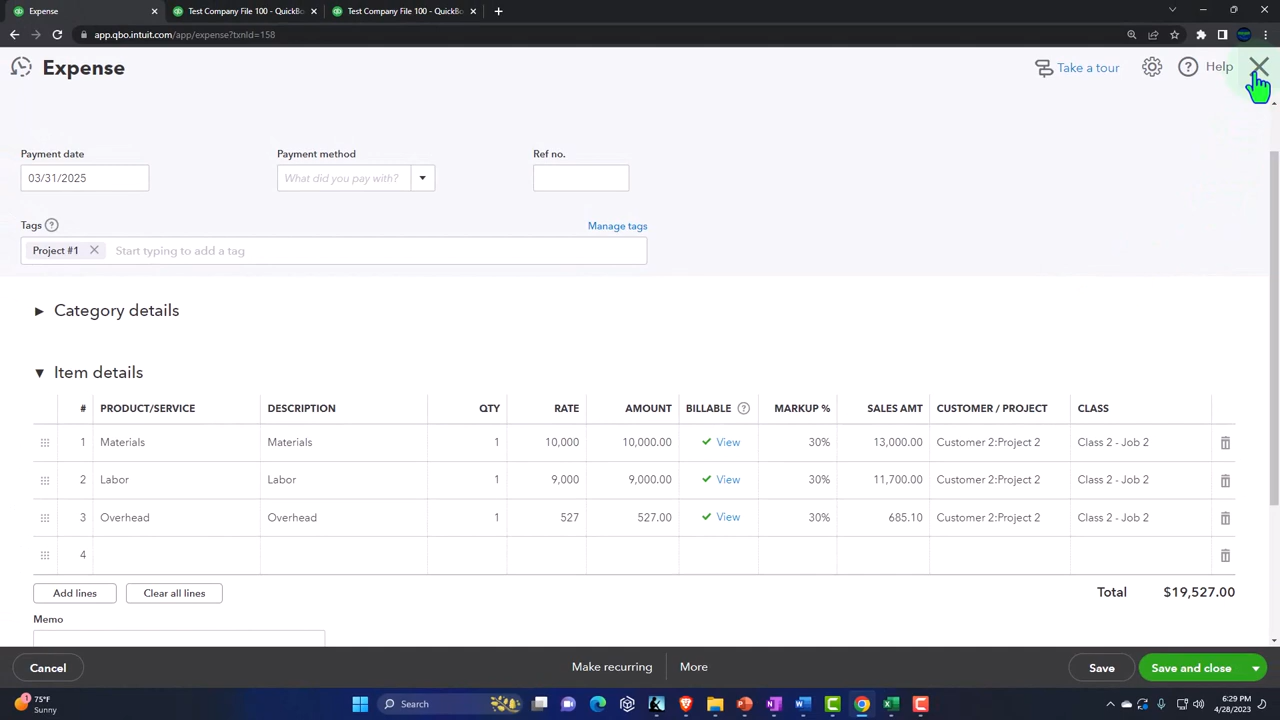 Expense
Test Company File 100 - QuickBo
Test Company File 100 - QuickBo
app.qbo.intuit.com/app/expense?txnId=158
Expense
Take a tour
Help
Payment date
Payment method
Ref no.
03/31/2025
What did you pay with?
Tags
Manage tags
Project #1
Start typing to add a tag
Category details
Item details
# PRODUCT/SERVICE DESCRIPTION QTY RATE AMOUNT BILLABLE MARKUP % SALES AMT CUSTOMER / PROJECT CLASS
1 Materials Materials 1 10,000 10,000.00 View 30% 13,000.00 Customer 2:Project 2 Class 2 - Job 2
2 Labor Labor 1 9,000 9,000.00 View 30% 11,700.00 Customer 2:Project 2 Class 2 - Job 2
3 Overhead Overhead 1 527 527.00 View 30% 685.10 Customer 2:Project 2 Class 2 - Job 2
4
Add lines
Clear all lines
Total $19,527.00
Memo
Cancel
Make recurring
More
Save
Save and close
1
75°F
Sunny
Search
6:29 PM
4/28/2023